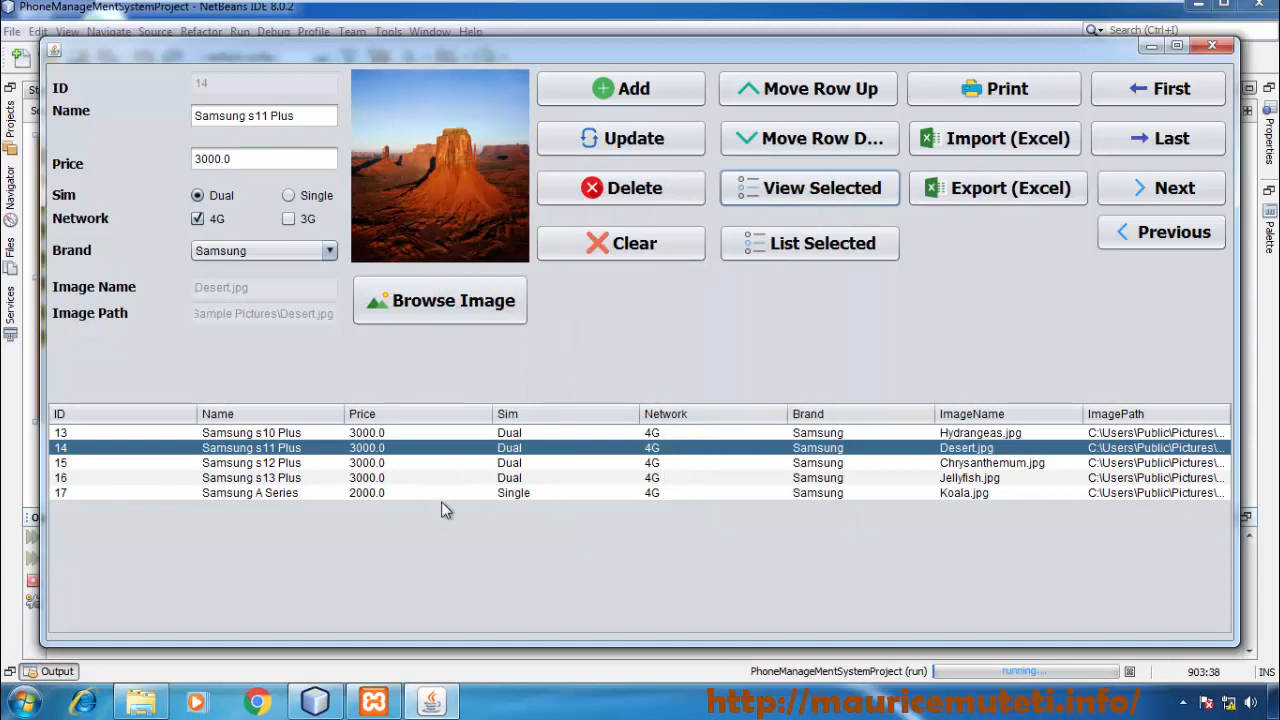 PhoneManageMentSystemProject - NetBeans IDE 8.0.2
File Edit View Navigate Source Refactor Run Debug Profile Team Tools Window Help
Search (Ctrl+I)
ID 14
Name Samsung s11 Plus
Price 3000.0
Sim Dual Single
Network 4G 3G
Brand Samsung
Image Name Desert.jpg
Image Path Sample Pictures\Desert.jpg
Browse Image
Add Move Row Up Print First
Update Move Row D... Import (Excel) Last
Delete View Selected Export (Excel) Next
Clear List Selected Previous
ID Name Price Sim Network Brand ImageName ImagePath
13 Samsung s10 Plus 3000.0 Dual 4G Samsung Hydrangeas.jpg C:\Users\Public\Pictures\...
14 Samsung s11 Plus 3000.0 Dual 4G Samsung Desert.jpg C:\Users\Public\Pictures\...
15 Samsung s12 Plus 3000.0 Dual 4G Samsung Chrysanthemum.jpg C:\Users\Public\Pictures\...
16 Samsung s13 Plus 3000.0 Dual 4G Samsung Jellyfish.jpg C:\Users\Public\Pictures\...
17 Samsung A Series 2000.0 Single 4G Samsung Koala.jpg C:\Users\Public\Pictures\...
Projects
Navigator
Files
Services
Properties
Palette
Output
PhoneManageMentSystemProject (run) running... 903:38 INS
http://mauricemuteti.info/